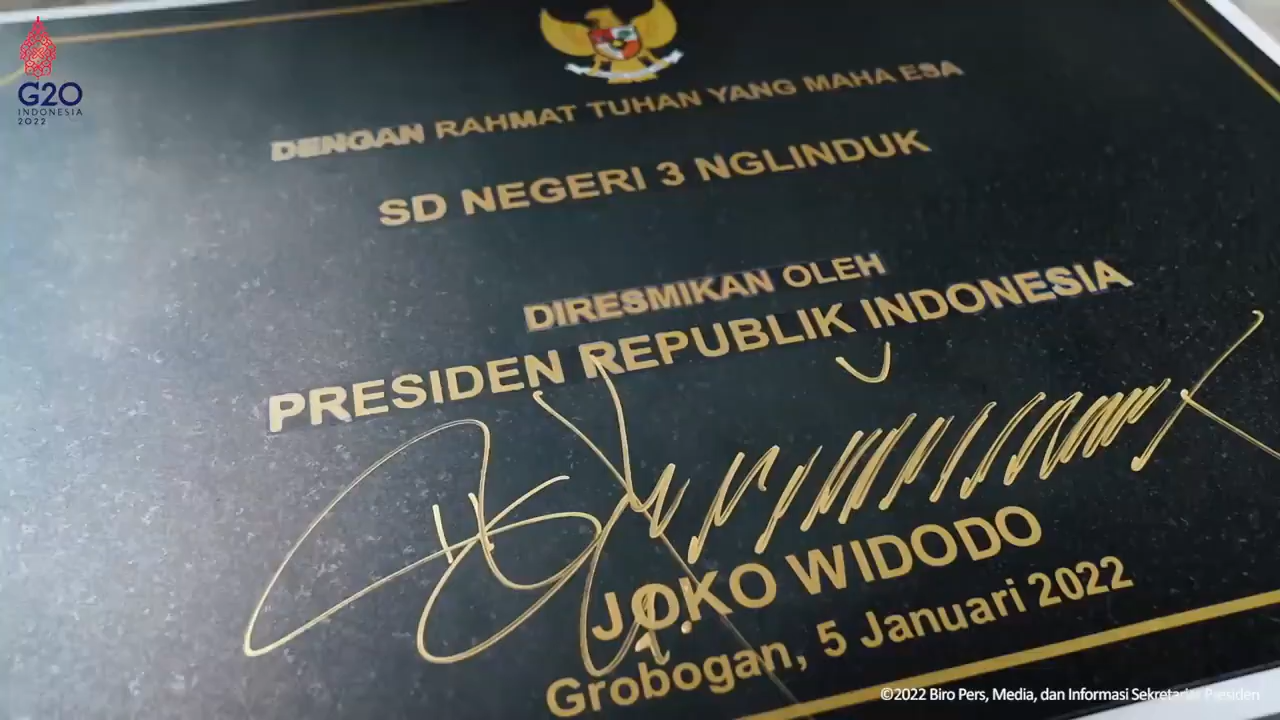 G20
INDONESIA
2022
DENGAN RAHMAT TUHAN YANG MAHA ESA
SD NEGERI 3 NGLINDUK
DIRESMIKAN OLEH
PRESIDEN REPUBLIK INDONESIA
JOKO WIDODO
Grobogan, 5 Januari 2022
©2022 Biro Pers, Media, dan Informasi Sekretariat Presiden